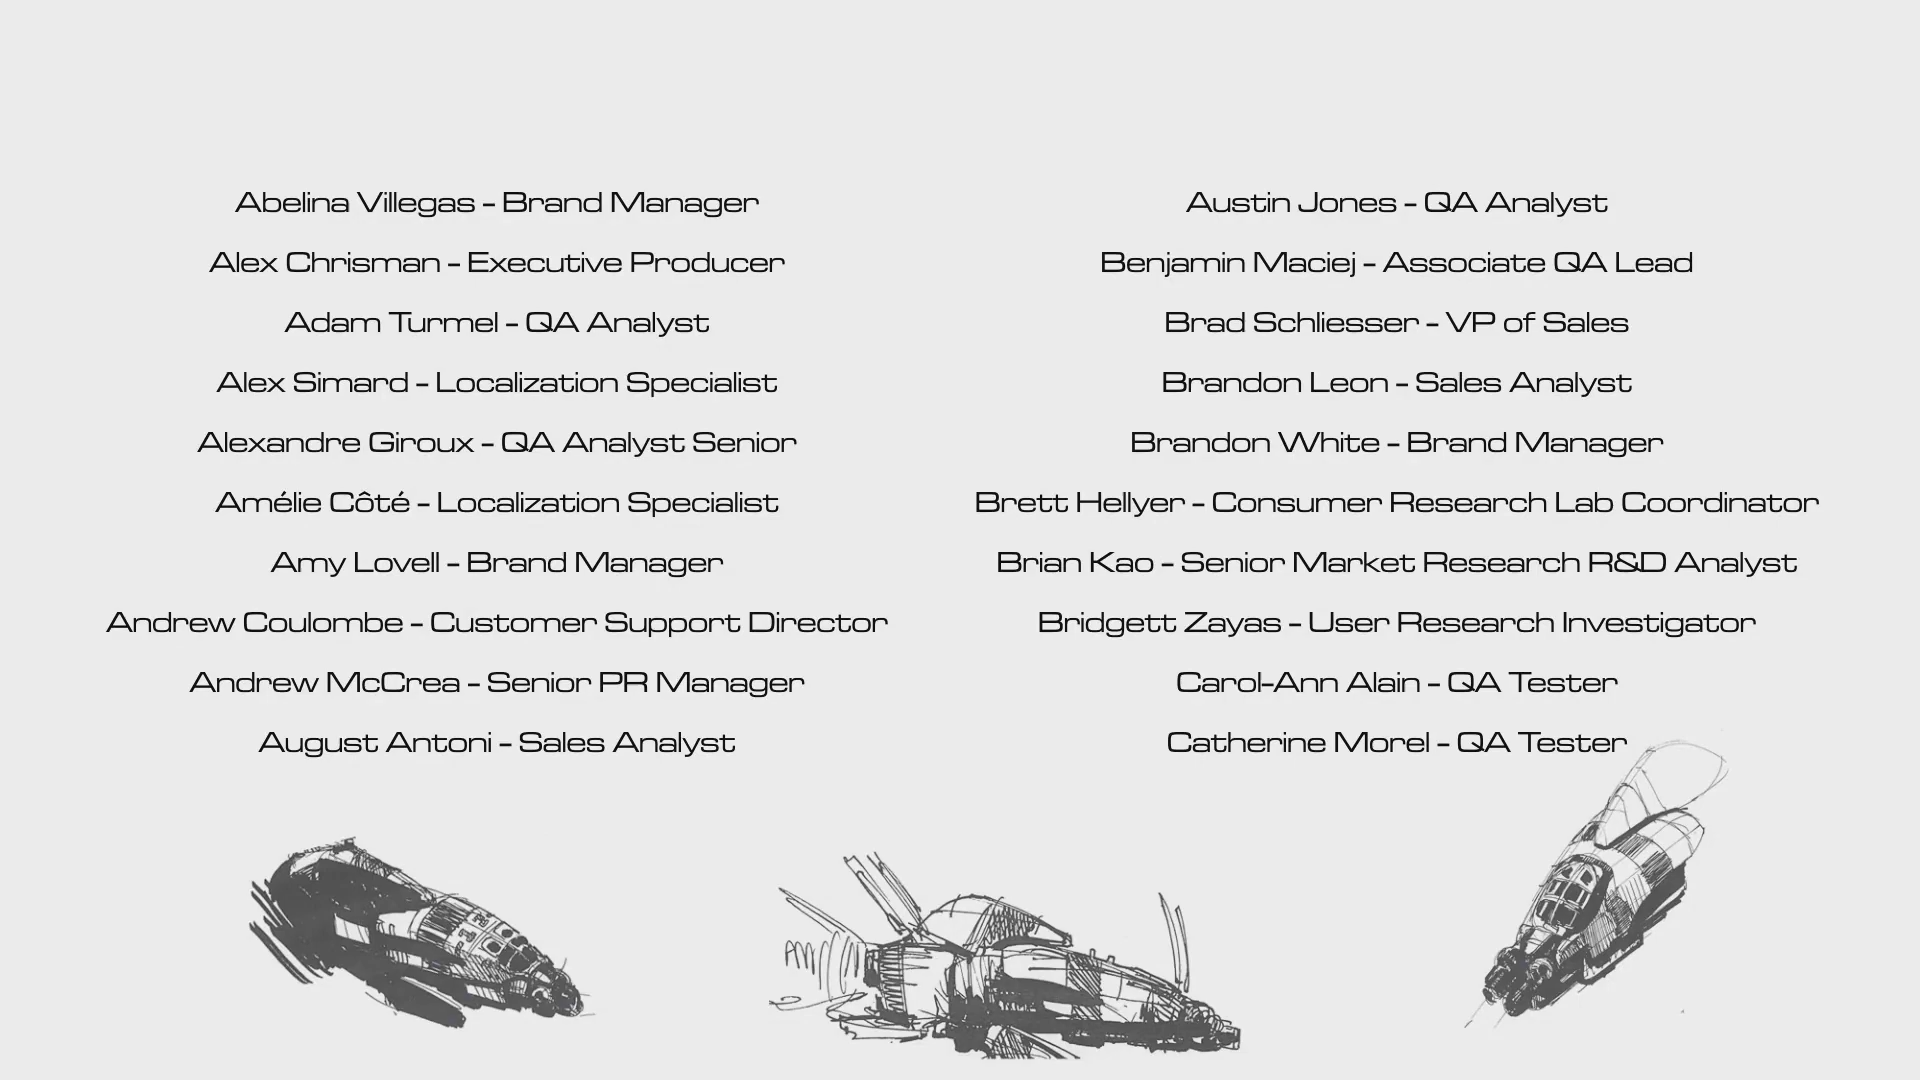 Abelina Villegas - Brand Manager
Alex Chrisman - Executive Producer
Adam Turmel - QA Analyst
Alex Simard - Localization Specialist
Alexandre Giroux - QA Analyst Senior
Amélie Côté - Localization Specialist
Amy Lovell - Brand Manager
Andrew Coulombe - Customer Support Director
Andrew McCrea - Senior PR Manager
August Antoni - Sales Analyst
Austin Jones - QA Analyst
Benjamin Maciej - Associate QA Lead
Brad Schliesser - VP of Sales
Brandon Leon - Sales Analyst
Brandon White - Brand Manager
Brett Hellyer - Consumer Research Lab Coordinator
Brian Kao - Senior Market Research R&D Analyst
Bridgett Zayas - User Research Investigator
Carol-Ann Alain - QA Tester
Catherine Morel - QA Tester